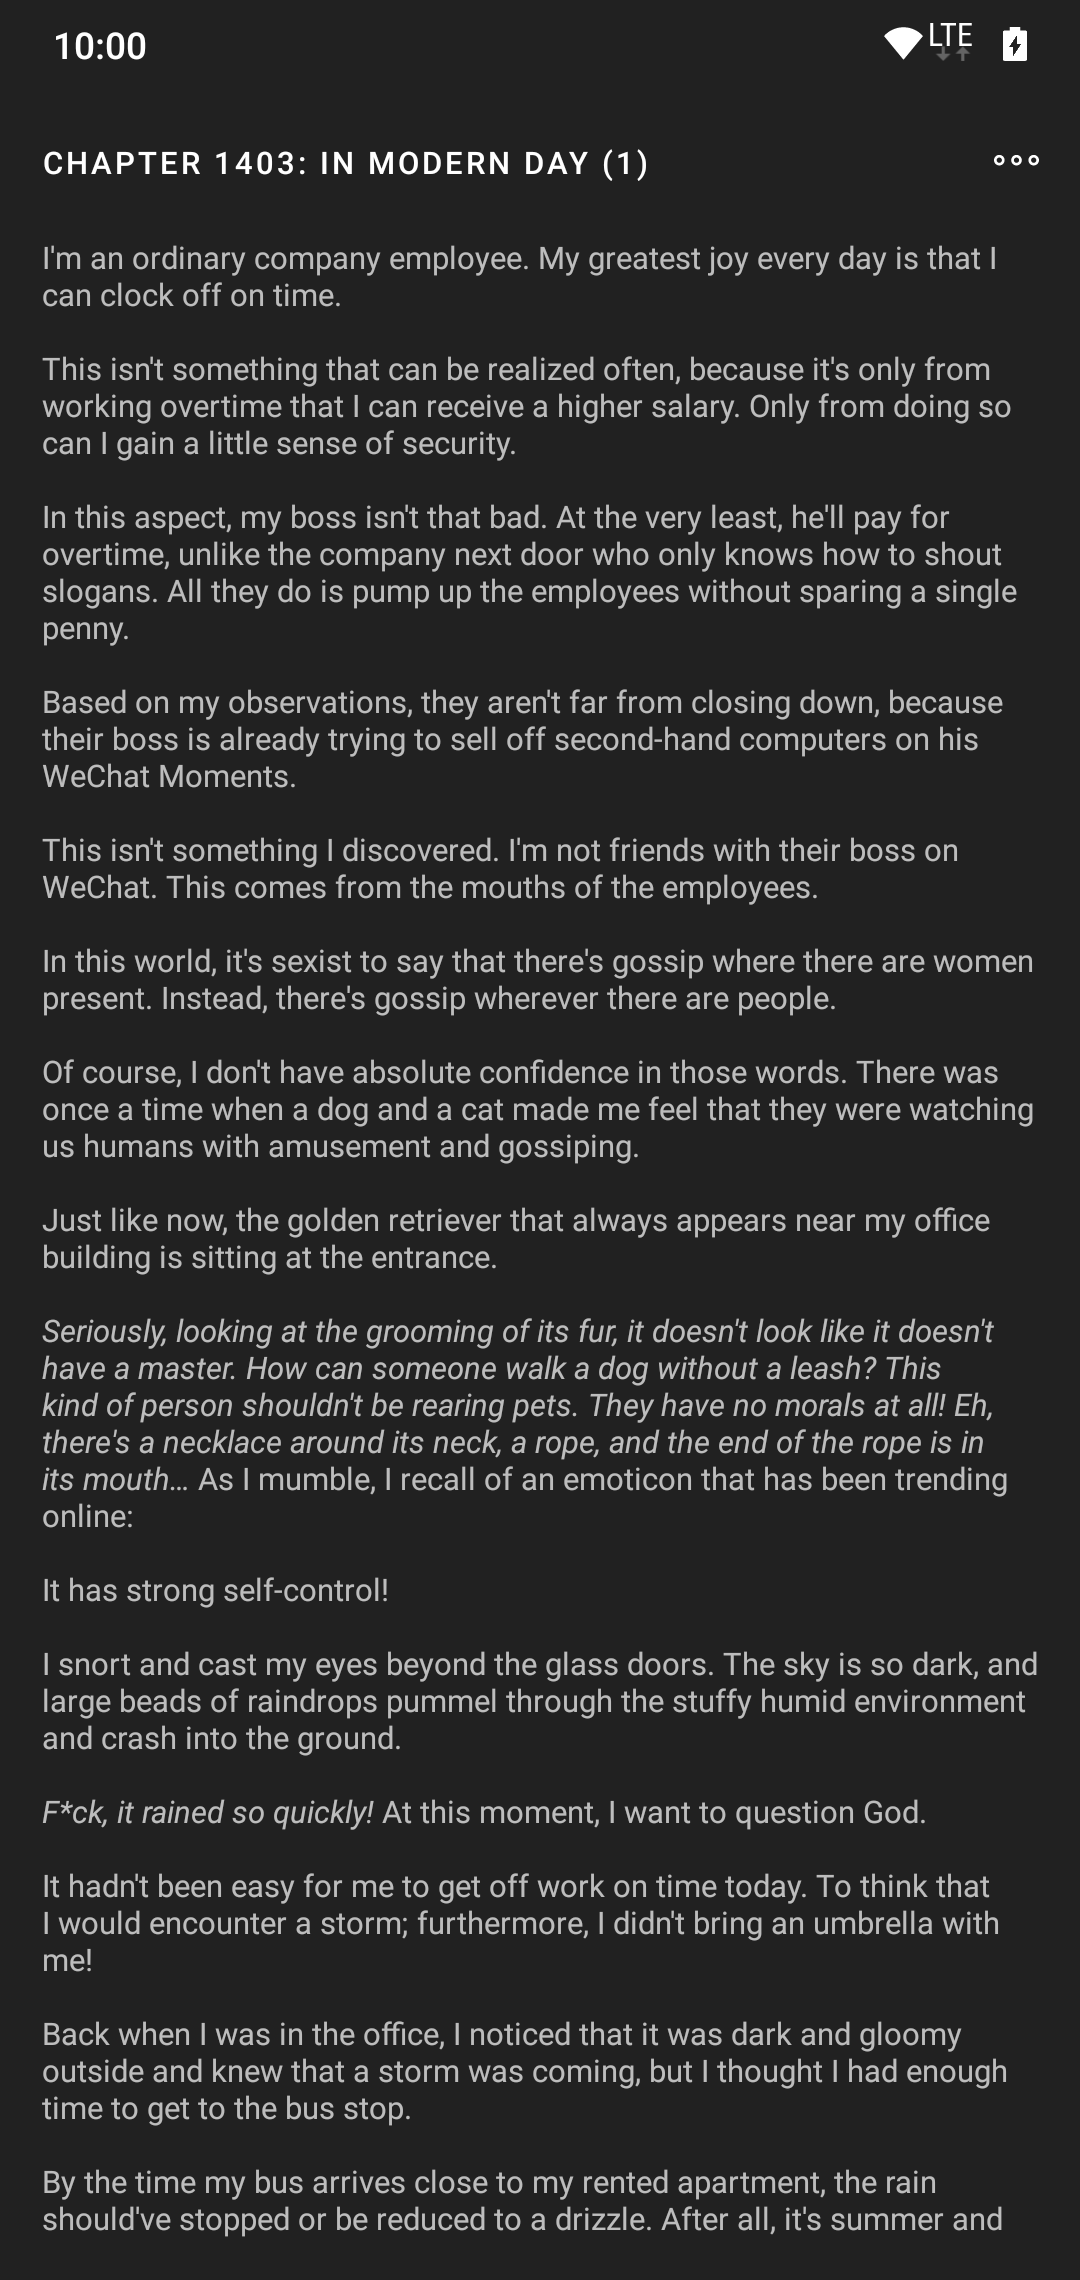 10:00
LTE
CHAPTER 1403: IN MODERN DAY (1)
I'm an ordinary company employee. My greatest joy every day is that I
can clock off on time.
This isn't something that can be realized often, because it's only from
working overtime that I can receive a higher salary. Only from doing so
can I gain a little sense of security.
In this aspect, my boss isn't that bad. At the very least, he'll pay for
overtime, unlike the company next door who only knows how to shout
slogans. All they do is pump up the employees without sparing a single
penny.
Based on my observations, they aren't far from closing down, because
their boss is already trying to sell off second-hand computers on his
WeChat Moments.
This isn't something I discovered. I'm not friends with their boss on
WeChat. This comes from the mouths of the employees.
In this world, it's sexist to say that there's gossip where there are women
present. Instead, there's gossip wherever there are people.
Of course, I don't have absolute confidence in those words. There was
once a time when a dog and a cat made me feel that they were watching
us humans with amusement and gossiping.
Just like now, the golden retriever that always appears near my office
building is sitting at the entrance.
Seriously, looking at the grooming of its fur, it doesn't look like it doesn't
have a master. How can someone walk a dog without a leash? This
kind of person shouldn't be rearing pets. They have no morals at all! Eh,
there's a necklace around its neck, a rope, and the end of the rope is in
its mouth… As I mumble, I recall of an emoticon that has been trending
online:
It has strong self-control!
I snort and cast my eyes beyond the glass doors. The sky is so dark, and
large beads of raindrops pummel through the stuffy humid environment
and crash into the ground.
F*ck, it rained so quickly! At this moment, I want to question God.
It hadn't been easy for me to get off work on time today. To think that
I would encounter a storm; furthermore, I didn't bring an umbrella with
me!
Back when I was in the office, I noticed that it was dark and gloomy
outside and knew that a storm was coming, but I thought I had enough
time to get to the bus stop.
By the time my bus arrives close to my rented apartment, the rain
should've stopped or be reduced to a drizzle. After all, it's summer and